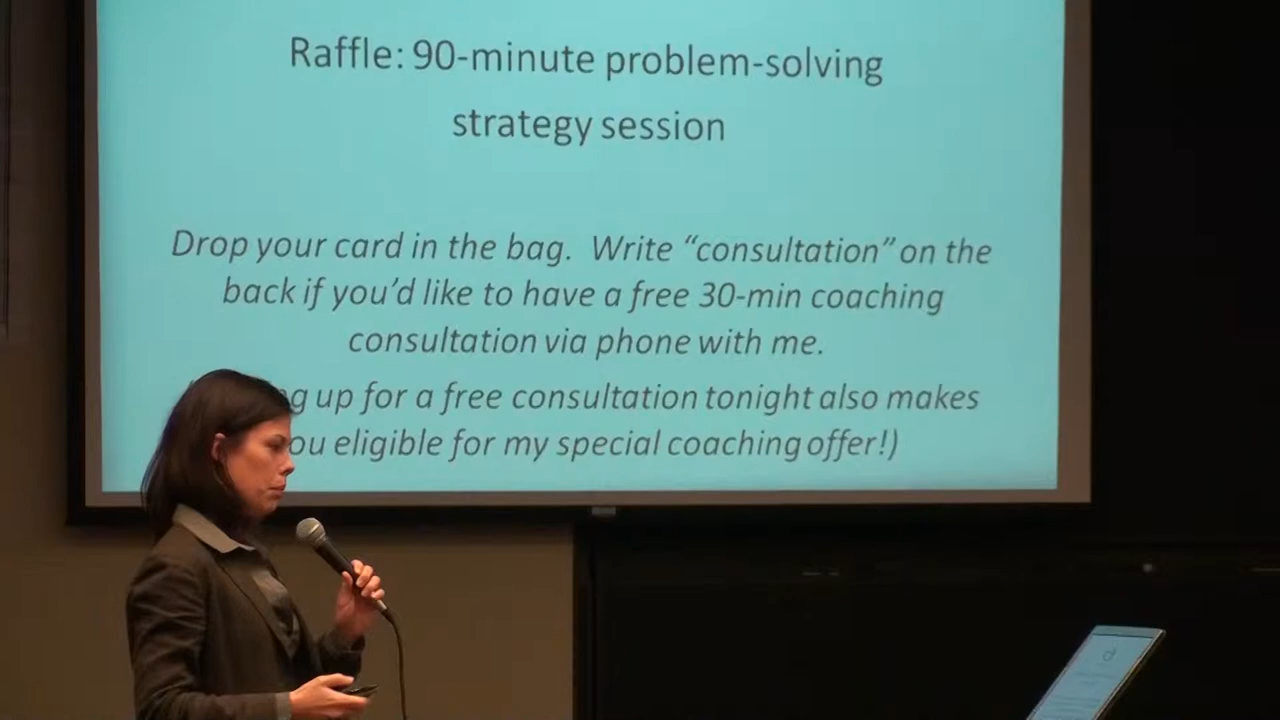 Raffle: 90-minute problem-solving
strategy session
Drop your card in the bag. Write “consultation” on the
back if you’d like to have a free 30-min coaching
consultation via phone with me.
up for a free consultation tonight also makes
eligible for my special coaching offer!)